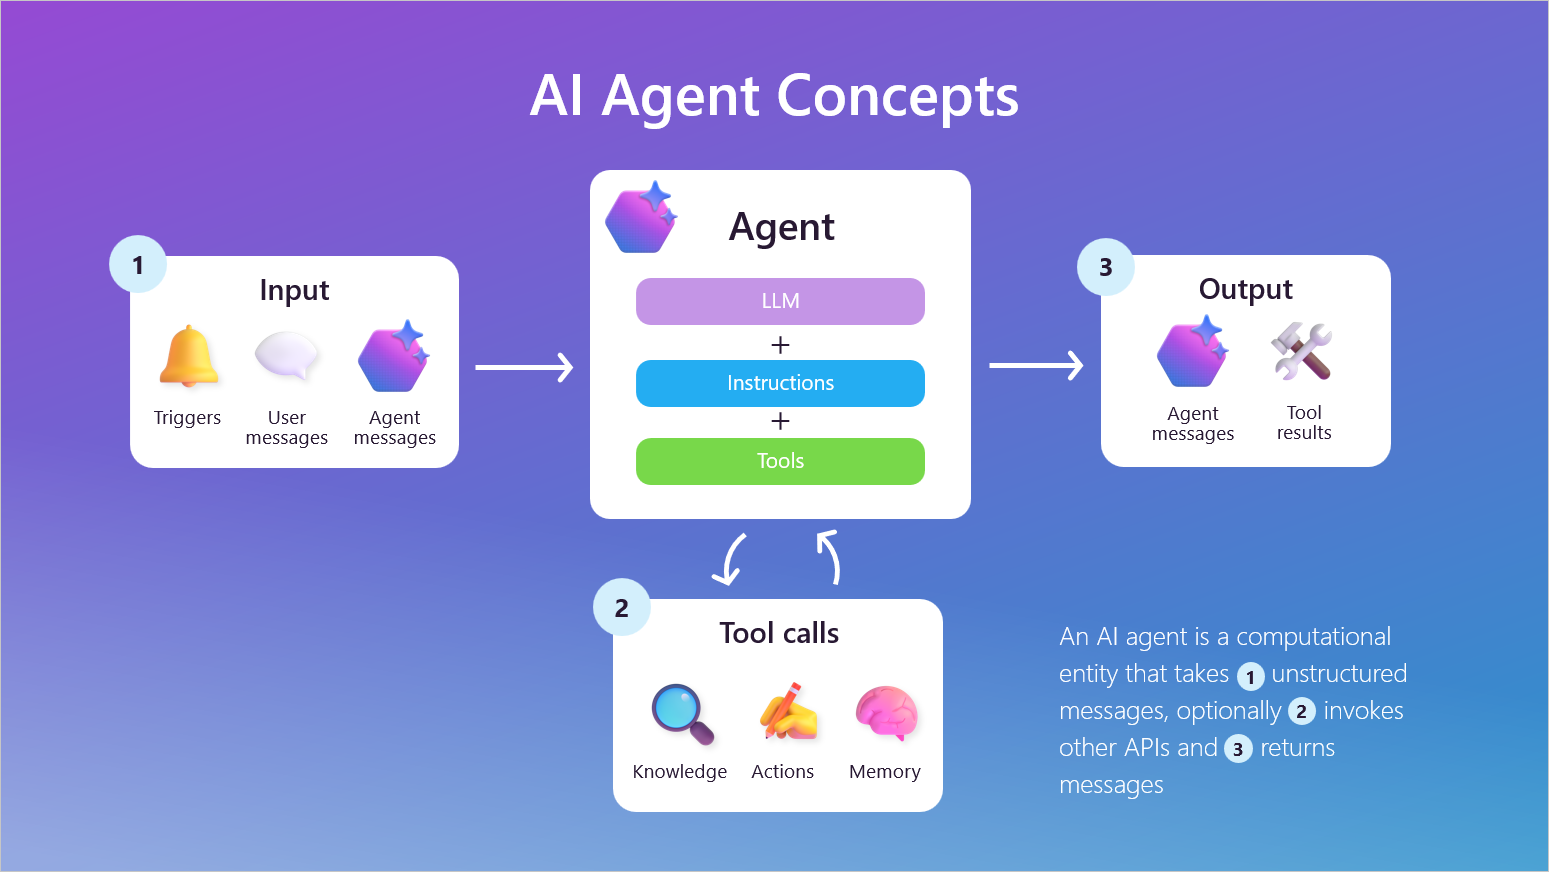 AI Agent Concepts
1
Input
Triggers
User
messages
Agent
messages
Agent
LLM
+
Instructions
+
Tools
2
Tool calls
Knowledge
Actions
Memory
3
Output
Agent
messages
Tool
results
An AI agent is a computational
entity that takes 1 unstructured
messages, optionally 2 invokes
other APIs and 3 returns
messages